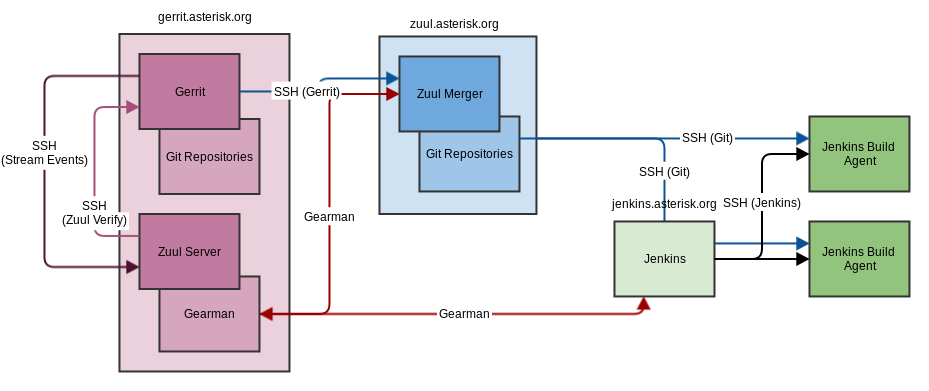 gerrit.asterisk.org
zuul.asterisk.org
Gerrit
SSH (Gerrit)
Zuul Merger
Git Repositories
Git Repositories
SSH
(Stream Events)
SSH (Git)
Jenkins Build
Agent
SSH (Git)
SSH
(Zuul Verify)
Gearman
jenkins.asterisk.org
SSH (Jenkins)
Zuul Server
Jenkins
Jenkins Build
Agent
Gearman
Gearman